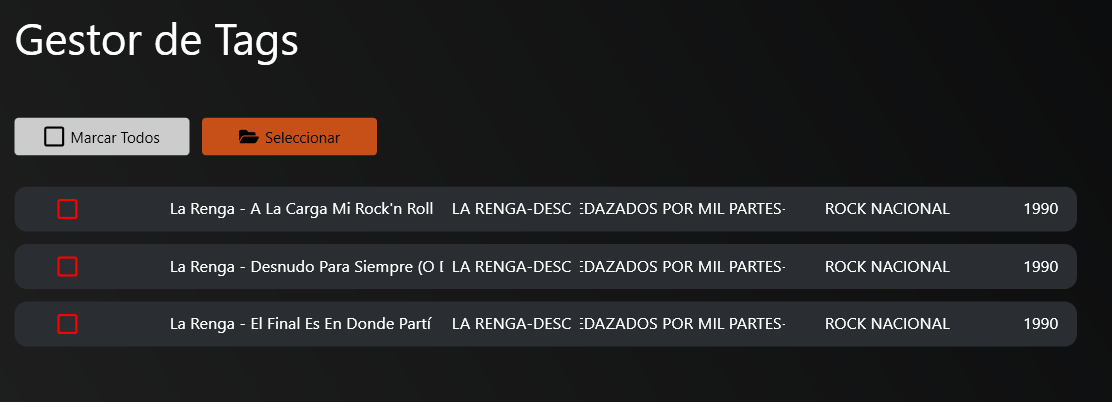 Gestor de Tags
Marcar Todos Seleccionar
La Renga - A La Carga Mi Rock'n Roll LA RENGA-DESC EDAZADOS POR MIL PARTES- ROCK NACIONAL 1990
La Renga - Desnudo Para Siempre (O D LA RENGA-DESC EDAZADOS POR MIL PARTES- ROCK NACIONAL 1990
La Renga - El Final Es En Donde Partí LA RENGA-DESC EDAZADOS POR MIL PARTES- ROCK NACIONAL 1990